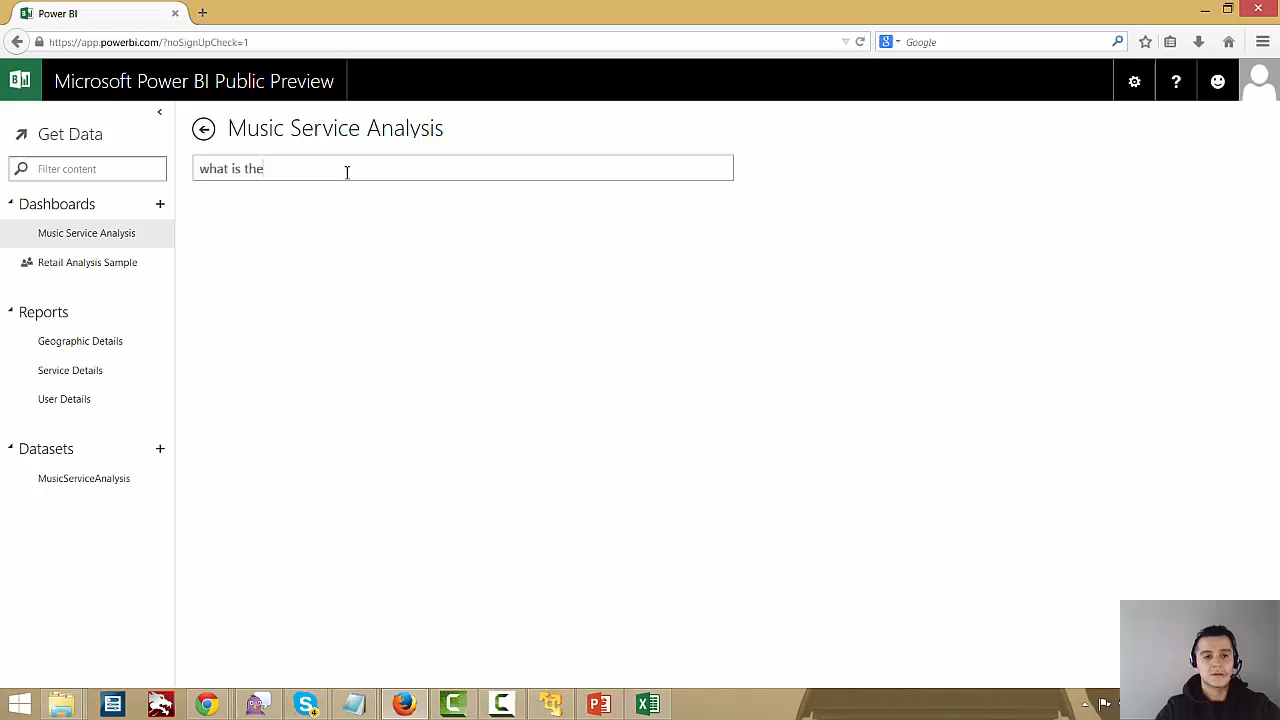 Power BI
https://app.powerbi.com/?noSignUpCheck=1
Google
Microsoft Power BI Public Preview
?
Get Data
Filter content
Dashboards
Music Service Analysis
Retail Analysis Sample
Reports
Geographic Details
Service Details
User Details
Datasets
MusicServiceAnalysis
Music Service Analysis
what is the